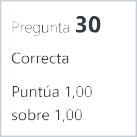 Pregunta 30
Correcta
Puntúa 1,00
sobre 1,00